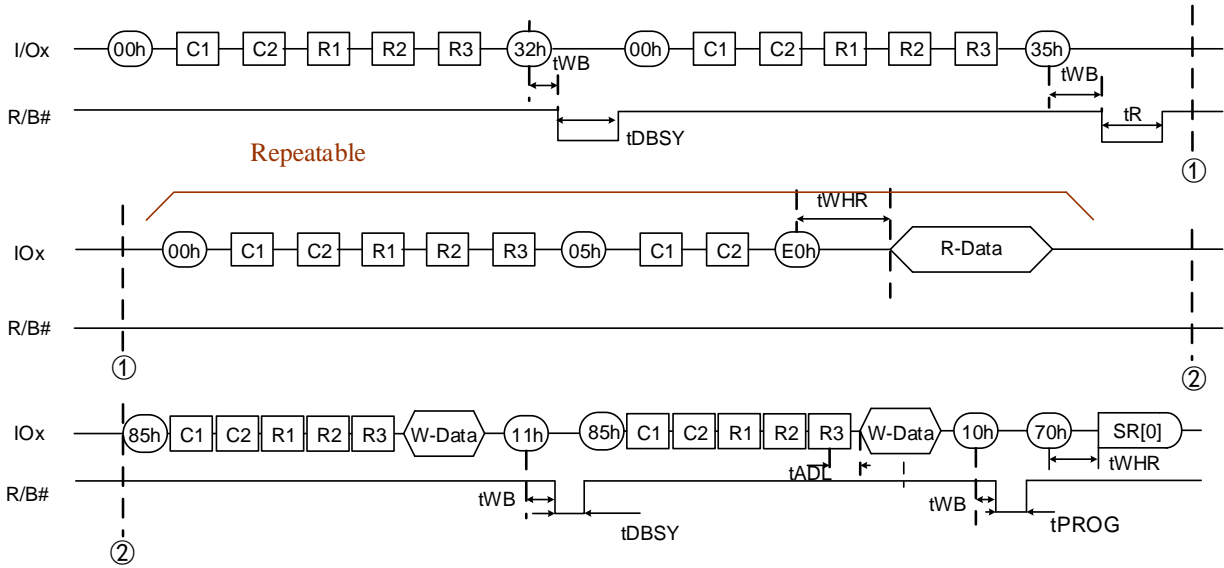 I/Ox 00h C1 C2 R1 R2 R3 32h 00h C1 C2 R1 R2 R3 35h
tWB tWB
R/B# tDBSY tR
Repeatable ①
tWHR
IOx 00h C1 C2 R1 R2 R3 05h C1 C2 E0h R-Data
R/B#
① ②
IOx 85h C1 C2 R1 R2 R3 W-Data 11h 85h C1 C2 R1 R2 R3 W-Data 10h 70h SR[0]
tADL tWHR
R/B# tWB tDBSY tWB tPROG
②